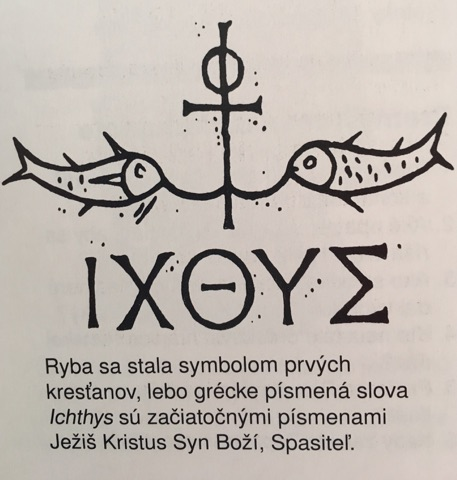 ΙΧΘΥΣ
Ryba sa stala symbolom prvých
kresťanov, lebo grécke písmená slova
Ichthys sú začiatočnými písmenami
Ježiš Kristus Syn Boží, Spasiteľ.